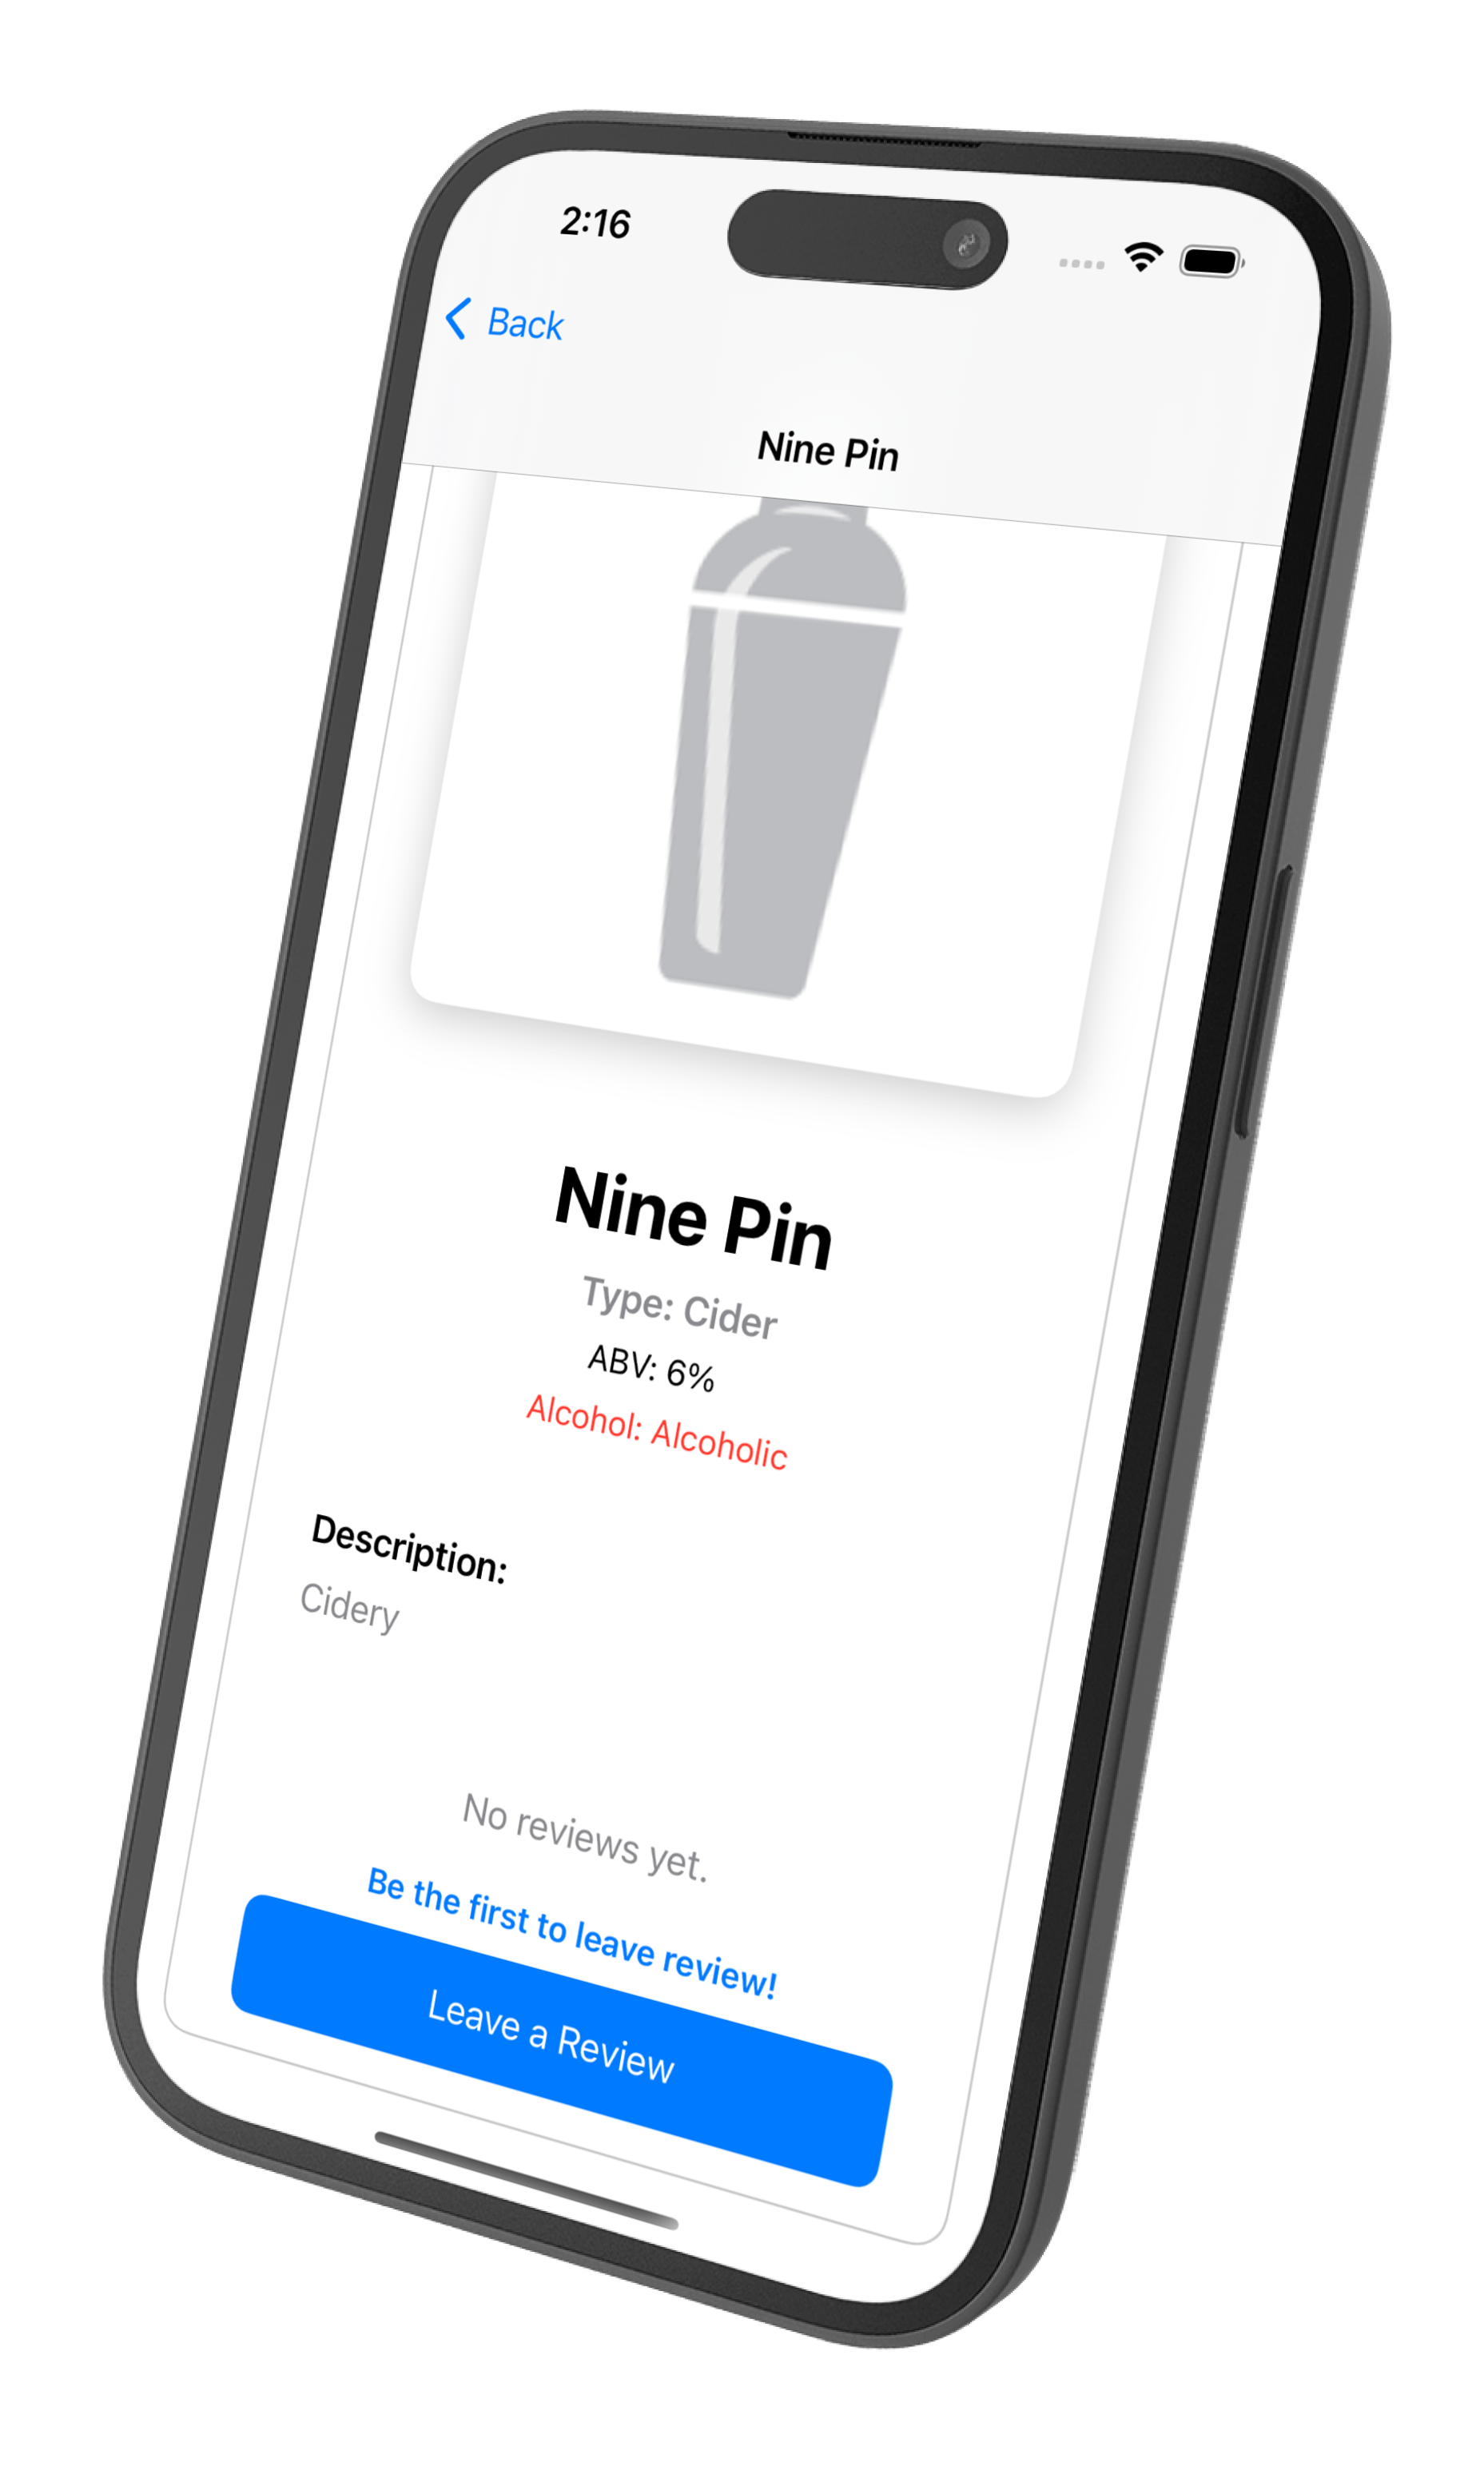 2:16
Back
Nine Pin
Nine Pin
Type: Cider
ABV: 6%
Alcohol: Alcoholic
Description:
Cidery
No reviews yet.
Be the first to leave review!
Leave a Review